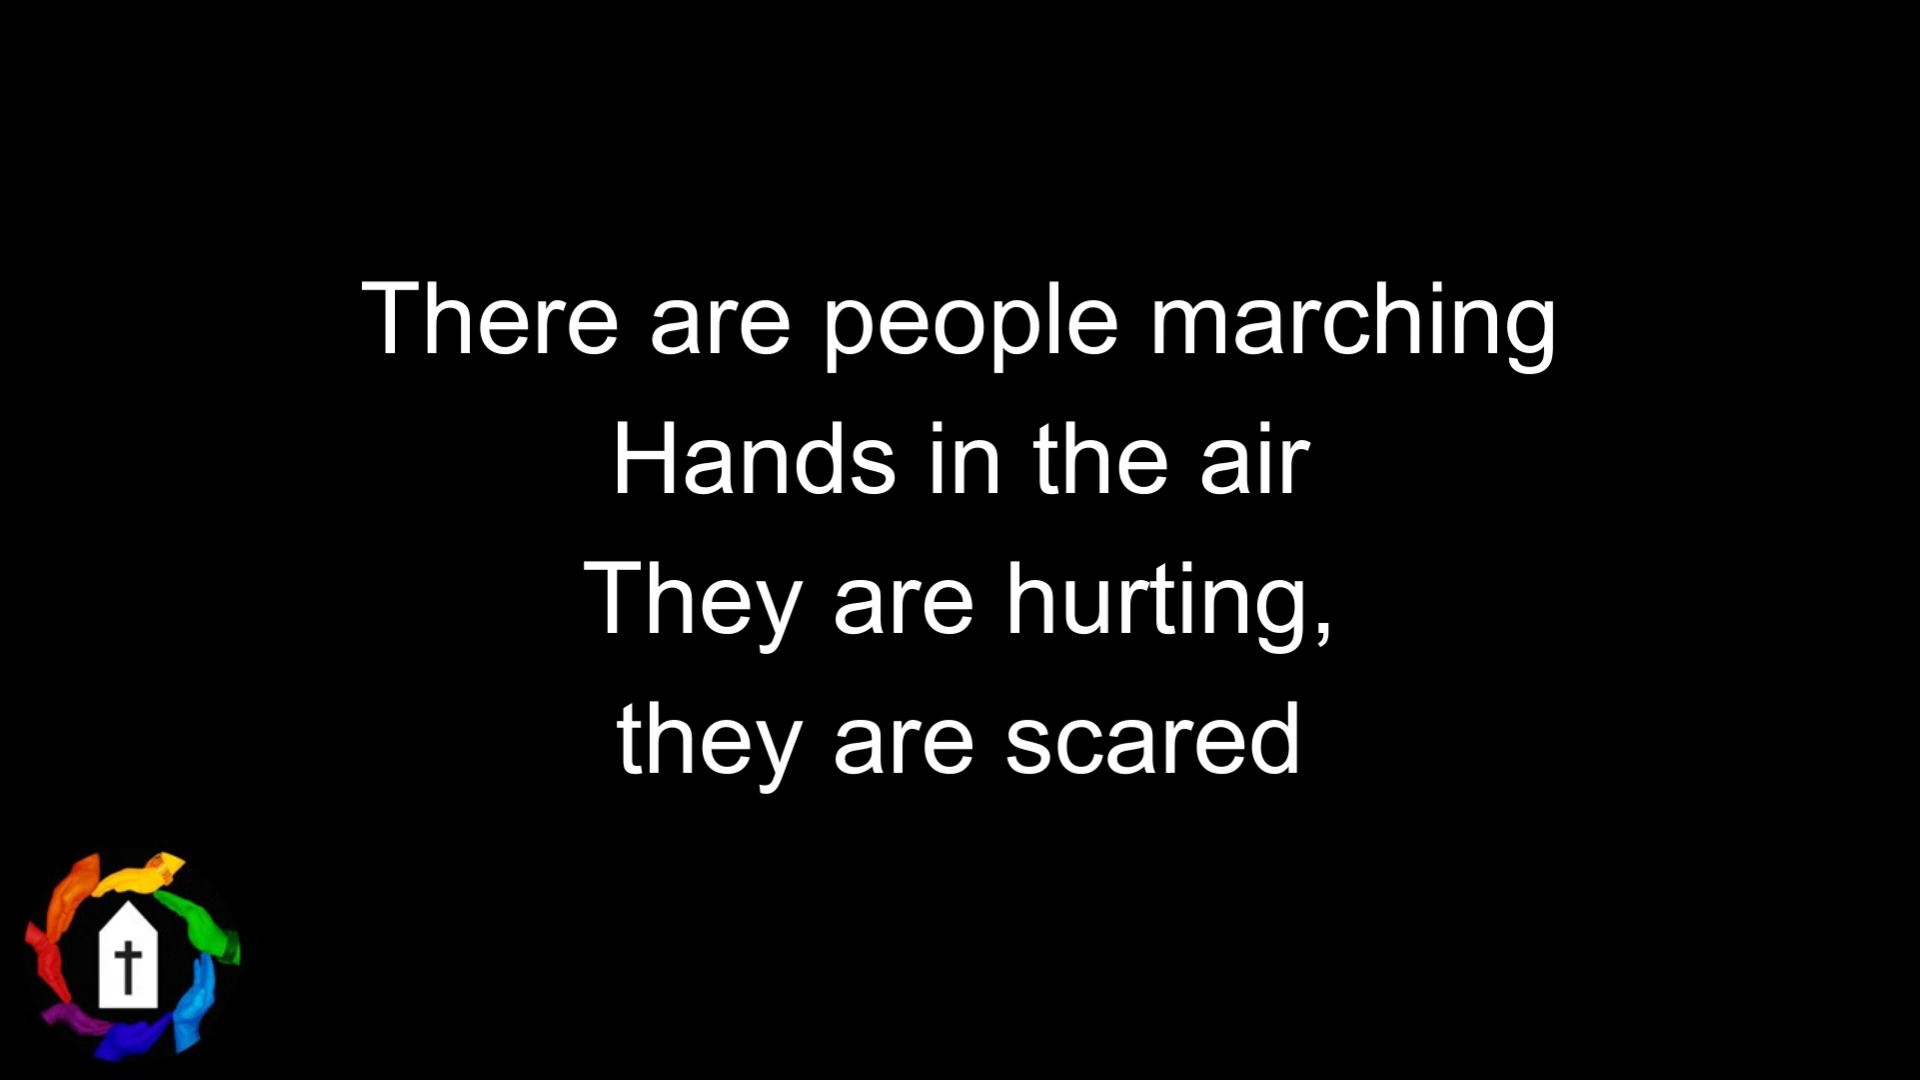 There are people marching
Hands in the air
They are hurting,
they are scared